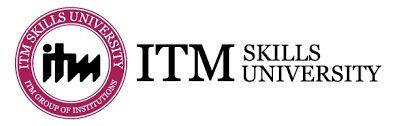 ITM SKILLS UNIVERSITY
itm
ITM GROUP OF INSTITUTIONS
ITM SKILLS
UNIVERSITY